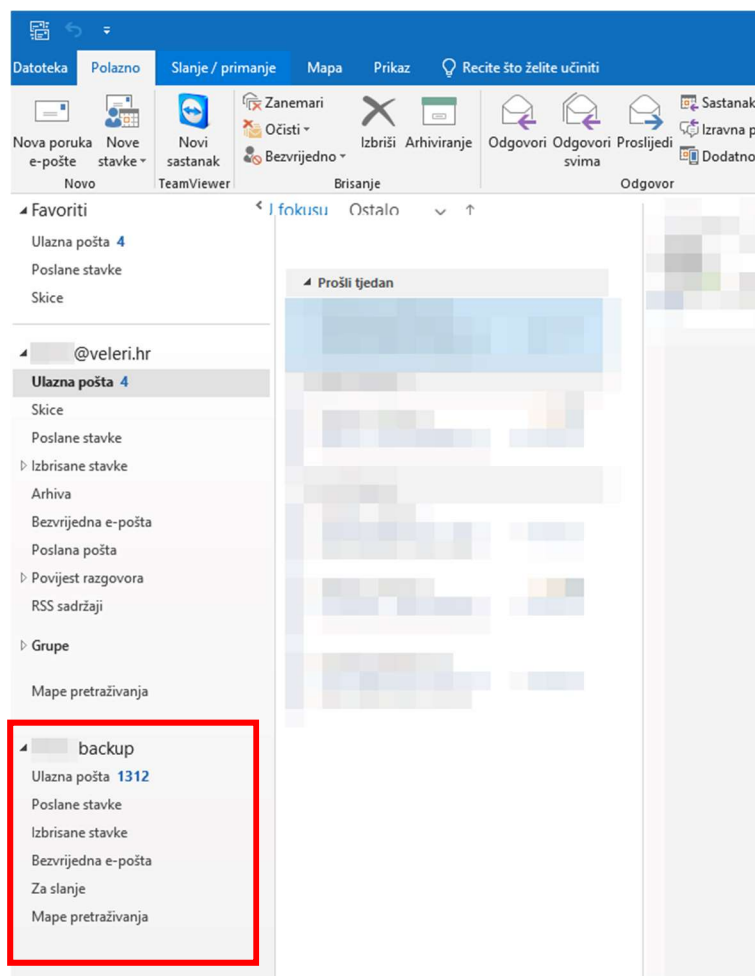 Datoteka Polazno Slanje / primanje Mapa Prikaz Recite što želite učiniti
Nova poruka e-pošte
Nove stavke
Novi sastanak
Zanemari
Očisti
Bezvrijedno
Izbriši
Arhiviranje
Odgovori
Odgovori svima
Proslijedi
Sastanak
Izravna p
Dodatno
Novo TeamViewer Brisanje Odgovor
Favoriti
U fokusu Ostalo
Ulazna pošta 4
Poslane stavke
Skice
Prošli tjedan
@veleri.hr
Ulazna pošta 4
Skice
Poslane stavke
Izbrisane stavke
Arhiva
Bezvrijedna e-pošta
Poslana pošta
Povijest razgovora
RSS sadržaji
Grupe
Mape pretraživanja
backup
Ulazna pošta 1312
Poslane stavke
Izbrisane stavke
Bezvrijedna e-pošta
Za slanje
Mape pretraživanja